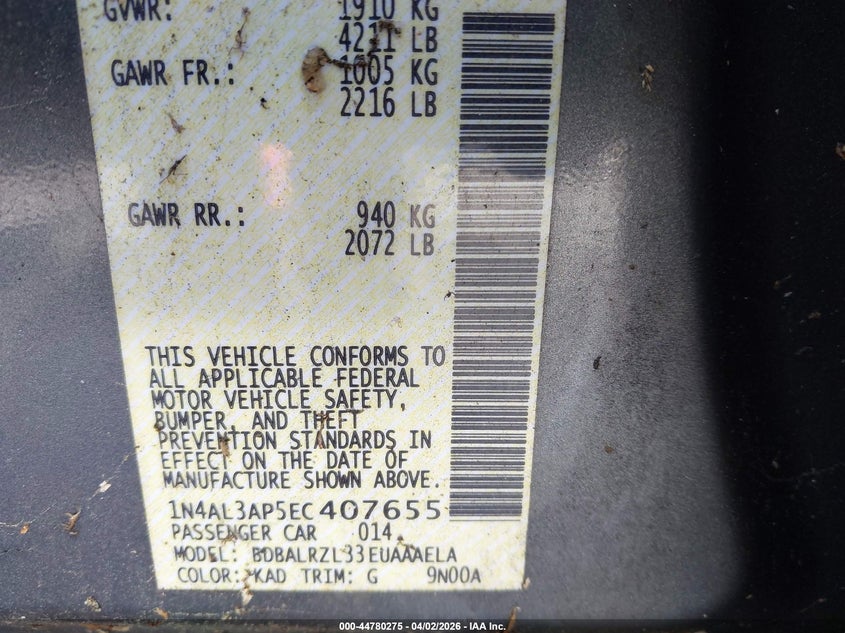 GVWR: 1910 KG
4211 LB
GAWR FR.: 1005 KG
2216 LB
GAWR RR.: 940 KG
2072 LB
THIS VEHICLE CONFORMS TO
ALL APPLICABLE FEDERAL
MOTOR VEHICLE SAFETY,
BUMPER, AND THEFT
PREVENTION STANDARDS IN
EFFECT ON THE DATE OF
MANUFACTURE SHOWN ABOVE.
1N4AL3AP5EC407655
PASSENGER CAR 014
MODEL: BDBALRZL33EUAAAELA
COLOR: KAD TRIM: G 9N00A
000-44780275 - 04/02/2026 - IAA Inc.